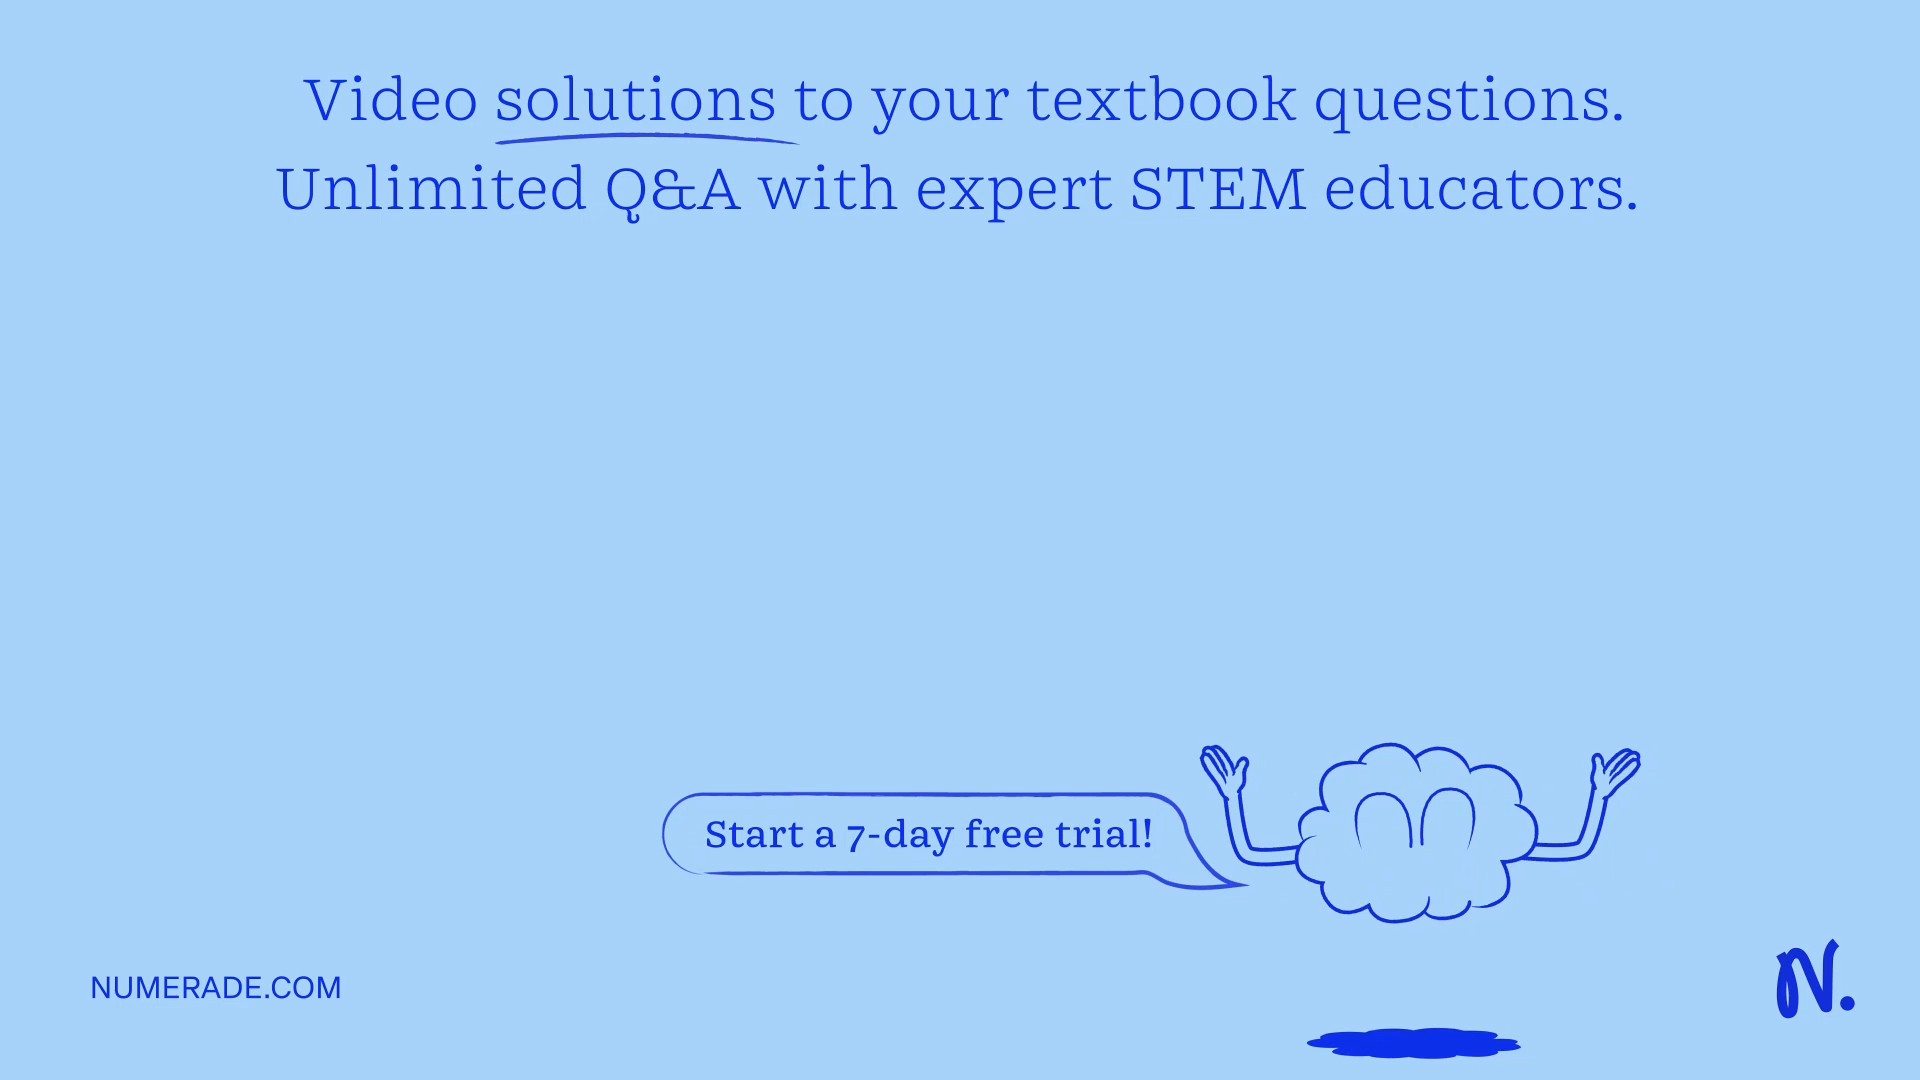 Video solutions to your textbook questions.
Unlimited Q&A with expert STEM educators.
Start a 7-day free trial!
NUMERADE.COM
N.